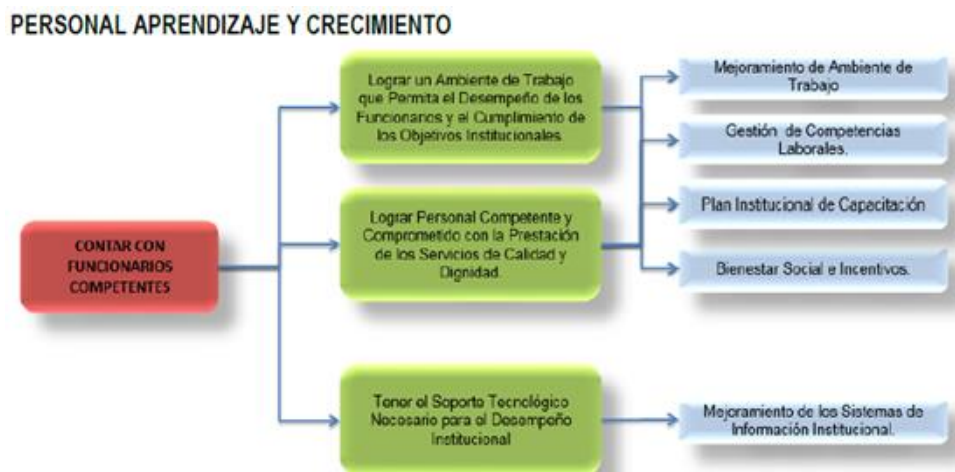 PERSONAL APRENDIZAJE Y CRECIMIENTO
Lograr un Ambiente de Trabajo
que Permita el Desempeño de los
Funcionarios y el Cumplimiento de
los Objetivos Institucionales.
Lograr Personal Competente y
Comprometido con la Prestación
de los Servicios de Calidad y
Dignidad.
CONTAR CON
FUNCIONARIOS
COMPETENTES
Tener el Soporte Tecnológico
Necesario para el Desempeño
Institucional
Mejoramiento de Ambiente de
Trabajo
Gestión de Competencias
Laborales.
Plan Institucional de Capacitación
Bienestar Social e Incentivos.
Mejoramiento de los Sistemas de
Información Institucional.